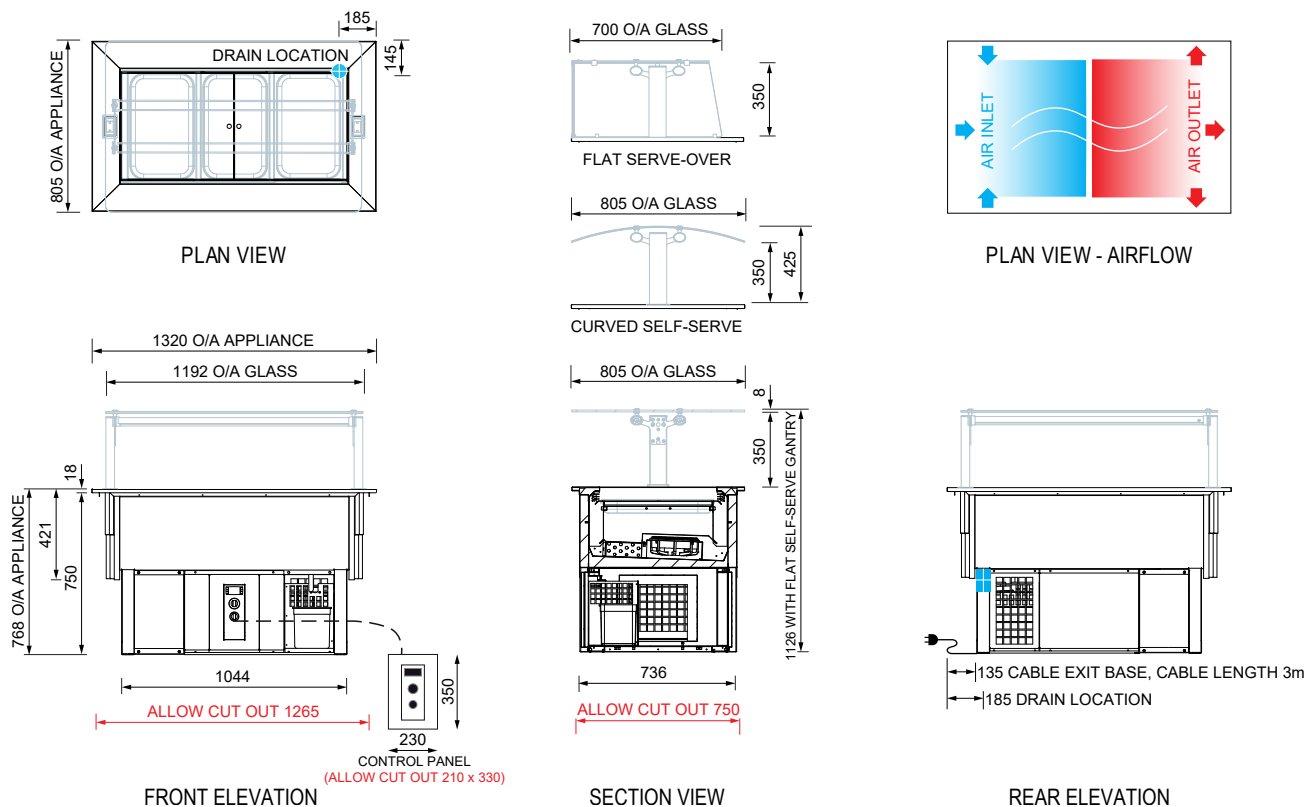 185
145
DRAIN LOCATION
805 O/A APPLIANCE
PLAN VIEW
700 O/A GLASS
350
FLAT SERVE-OVER
805 O/A GLASS
350
425
CURVED SELF-SERVE
AIR INLET
AIR OUTLET
PLAN VIEW - AIRFLOW
1320 O/A APPLIANCE
1192 O/A GLASS
18
768 O/A APPLIANCE
421
750
1044
ALLOW CUT OUT 1265
350
230
CONTROL PANEL
(ALLOW CUT OUT 210 x 330)
FRONT ELEVATION
805 O/A GLASS
8
350
1126 WITH FLAT SELF-SERVE GANTRY
736
ALLOW CUT OUT 750
SECTION VIEW
135 CABLE EXIT BASE, CABLE LENGTH 3m
185 DRAIN LOCATION
REAR ELEVATION